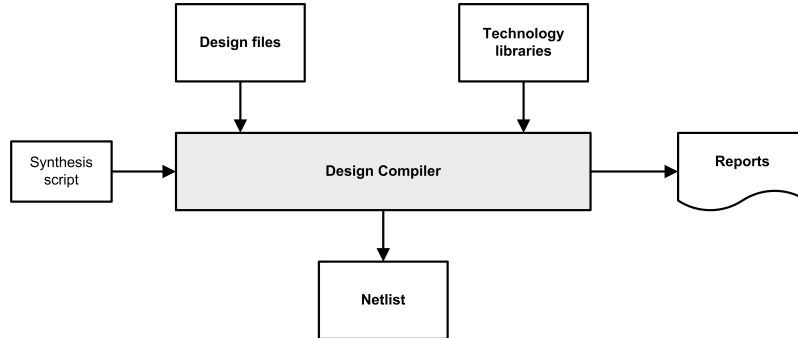 Design files
Technology
libraries
Synthesis
script
Design Compiler
Reports
Netlist